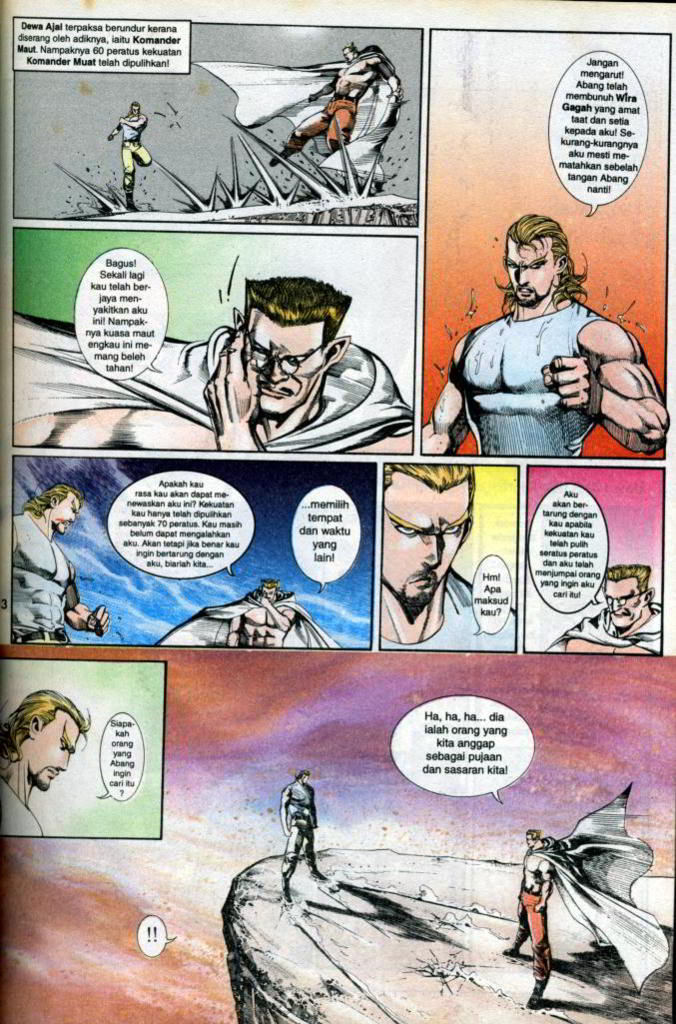 Dewa Ajal terpaksa berundur kerana
diserang oleh adiknya, iaitu Komander
Maut. Nampaknya 60 peratus kekuatan
Komander Muat telah dipulihkan!
Jangan
mengarut!
Abang telah
membunuh Wira
Gagah yang amat
taat dan setia
kepada aku! Se-
kurang-kurangnya
aku mesti me-
matahkan sebelah
tangan Abang
nanti!
Bagus!
Sekali lagi
kau telah ber-
jaya men-
yakitkan aku
ini! Nampak-
nya kuasa maut
engkau ini me-
mang beleh
tahan!
Apakah kau
rasa kau akan dapat me-
newaskan aku ini? Kekuatan
kau hanya telah dipulihkan
sebanyak 70 peratus. Kau masih
belum dapat mengalahkan
aku. Akan tetapi jika benar kau
ingin bertarung dengan
aku, biarlah kita...
...memilih
tempat
dan waktu
yang
lain!
Hm!
Apa
maksud
kau?
Aku
akan ber-
tarung dengan
kau apabila
kekuatan kau
telah pulih
seratus peratus
dan aku telah
menjumpai orang
yang ingin aku
cari itu!
3
Siapa-
kah
orang
yang
Abang
ingin
cari itu
?
Ha, ha, ha... dia
ialah orang yang
kita anggap
sebagai pujaan
dan sasaran kita!
!!